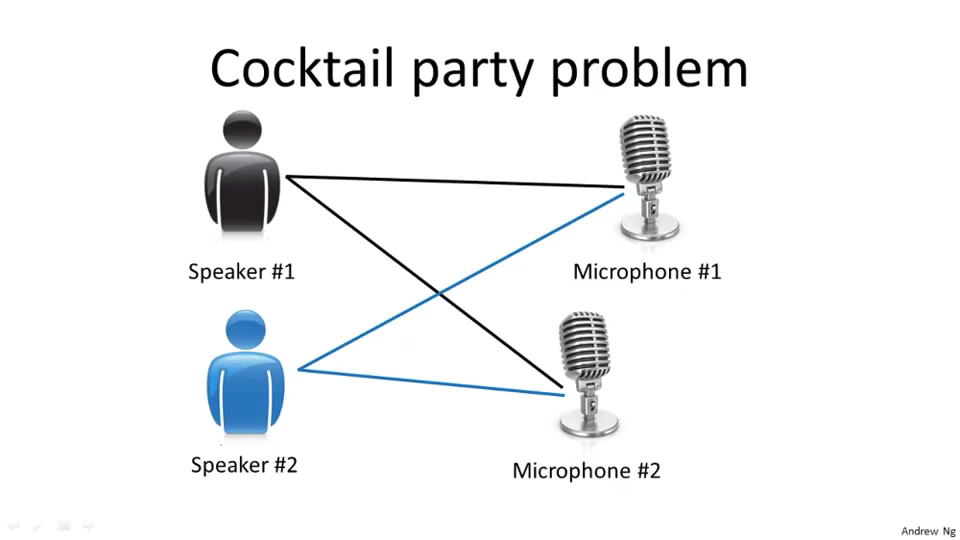 Cocktail party problem
Speaker #1
Microphone #1
Speaker #2
Microphone #2
Andrew Ng